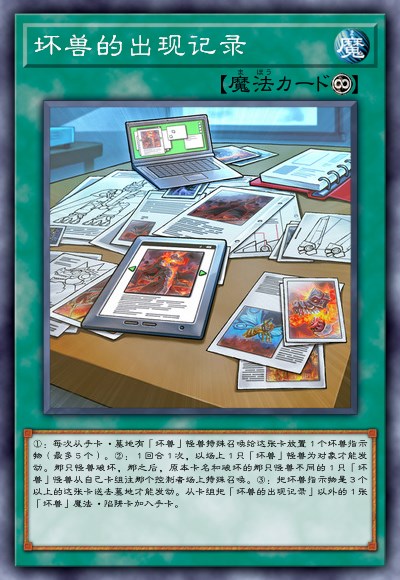 坏兽的出现记录
魔
【魔法カード】
まほう
①：每次从手卡・墓地有「坏兽」怪兽特殊召唤给这张卡放置1个坏兽指示
物（最多5个）。②：1回合1次，以场上1只「坏兽」怪兽为对象才能发
动。那只怪兽破坏，那之后，原本卡名和破坏的那只怪兽不同的1只「坏
兽」怪兽从自己卡组往那个控制者场上特殊召唤。③：把坏兽指示物是3个
以上的这张卡送去墓地才能发动。从卡组把「坏兽的出现记录」以外的1张
「坏兽」魔法・陷阱卡加入手卡。